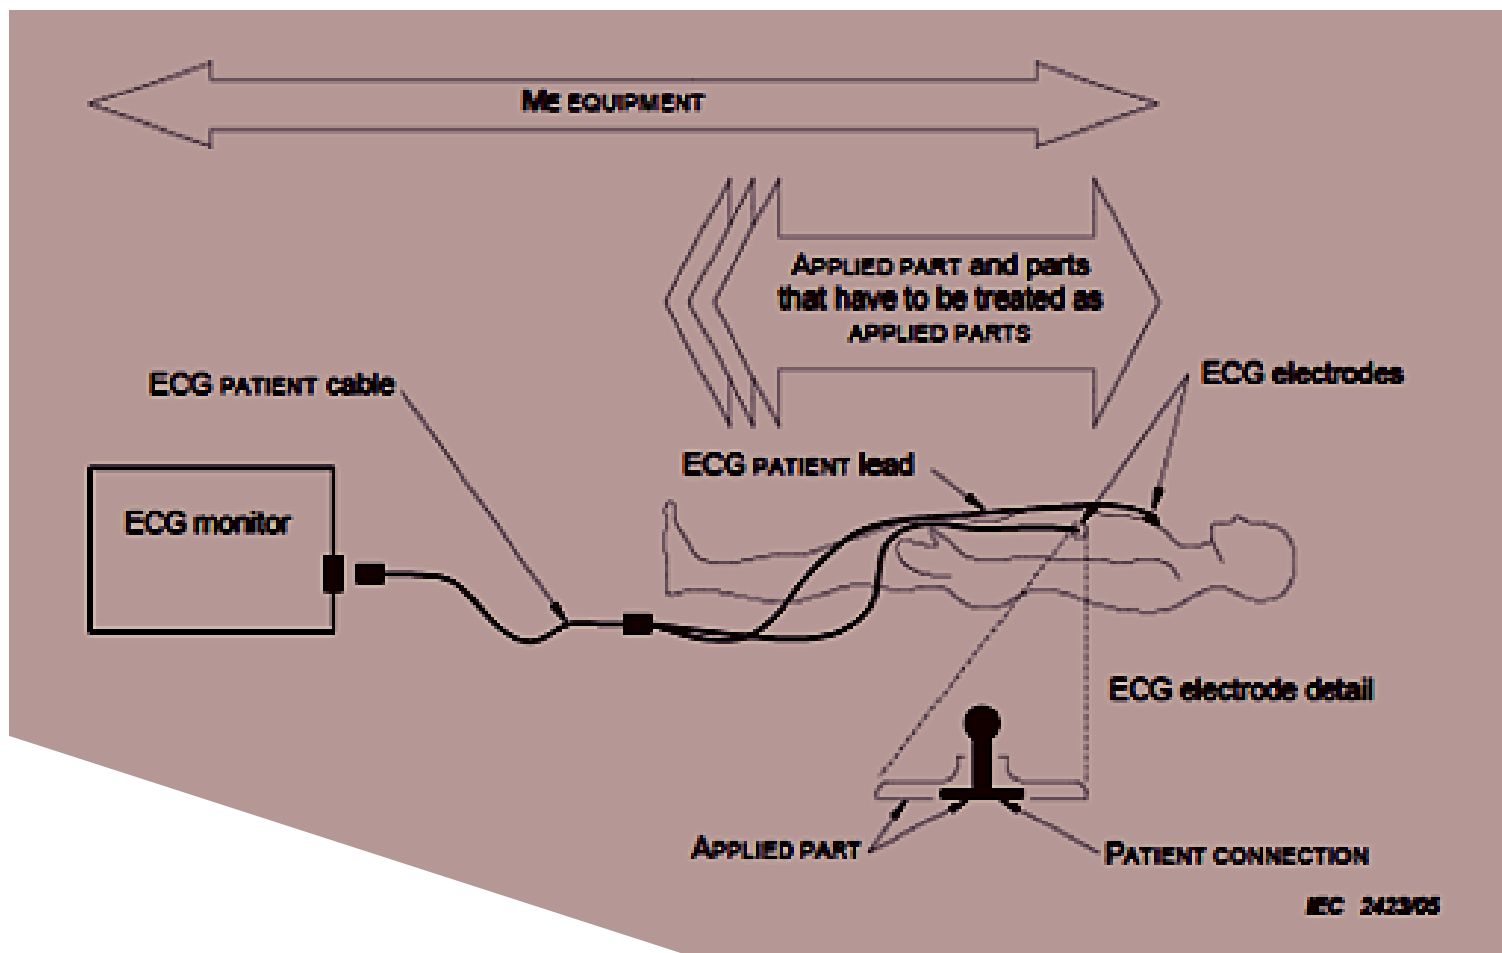 ME EQUIPMENT
APPLIED PART and parts
that have to be treated as
APPLIED PARTS
ECG PATIENT cable
ECG electrodes
ECG PATIENT lead
ECG monitor
ECG electrode detail
APPLIED PART
PATIENT CONNECTION
IEC 2423/05